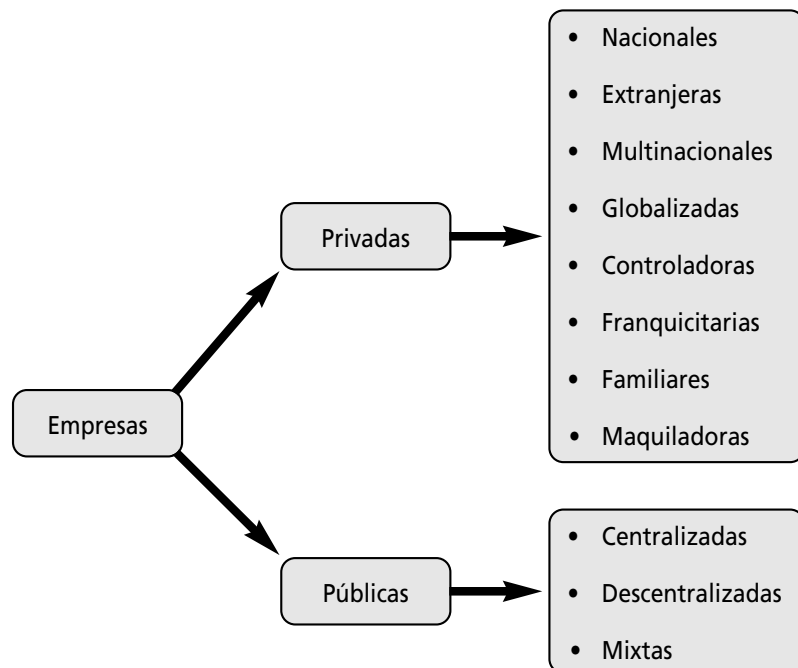 Empresas
Privadas
• Nacionales
• Extranjeras
• Multinacionales
• Globalizadas
• Controladoras
• Franquicitarias
• Familiares
• Maquiladoras
Públicas
• Centralizadas
• Descentralizadas
• Mixtas